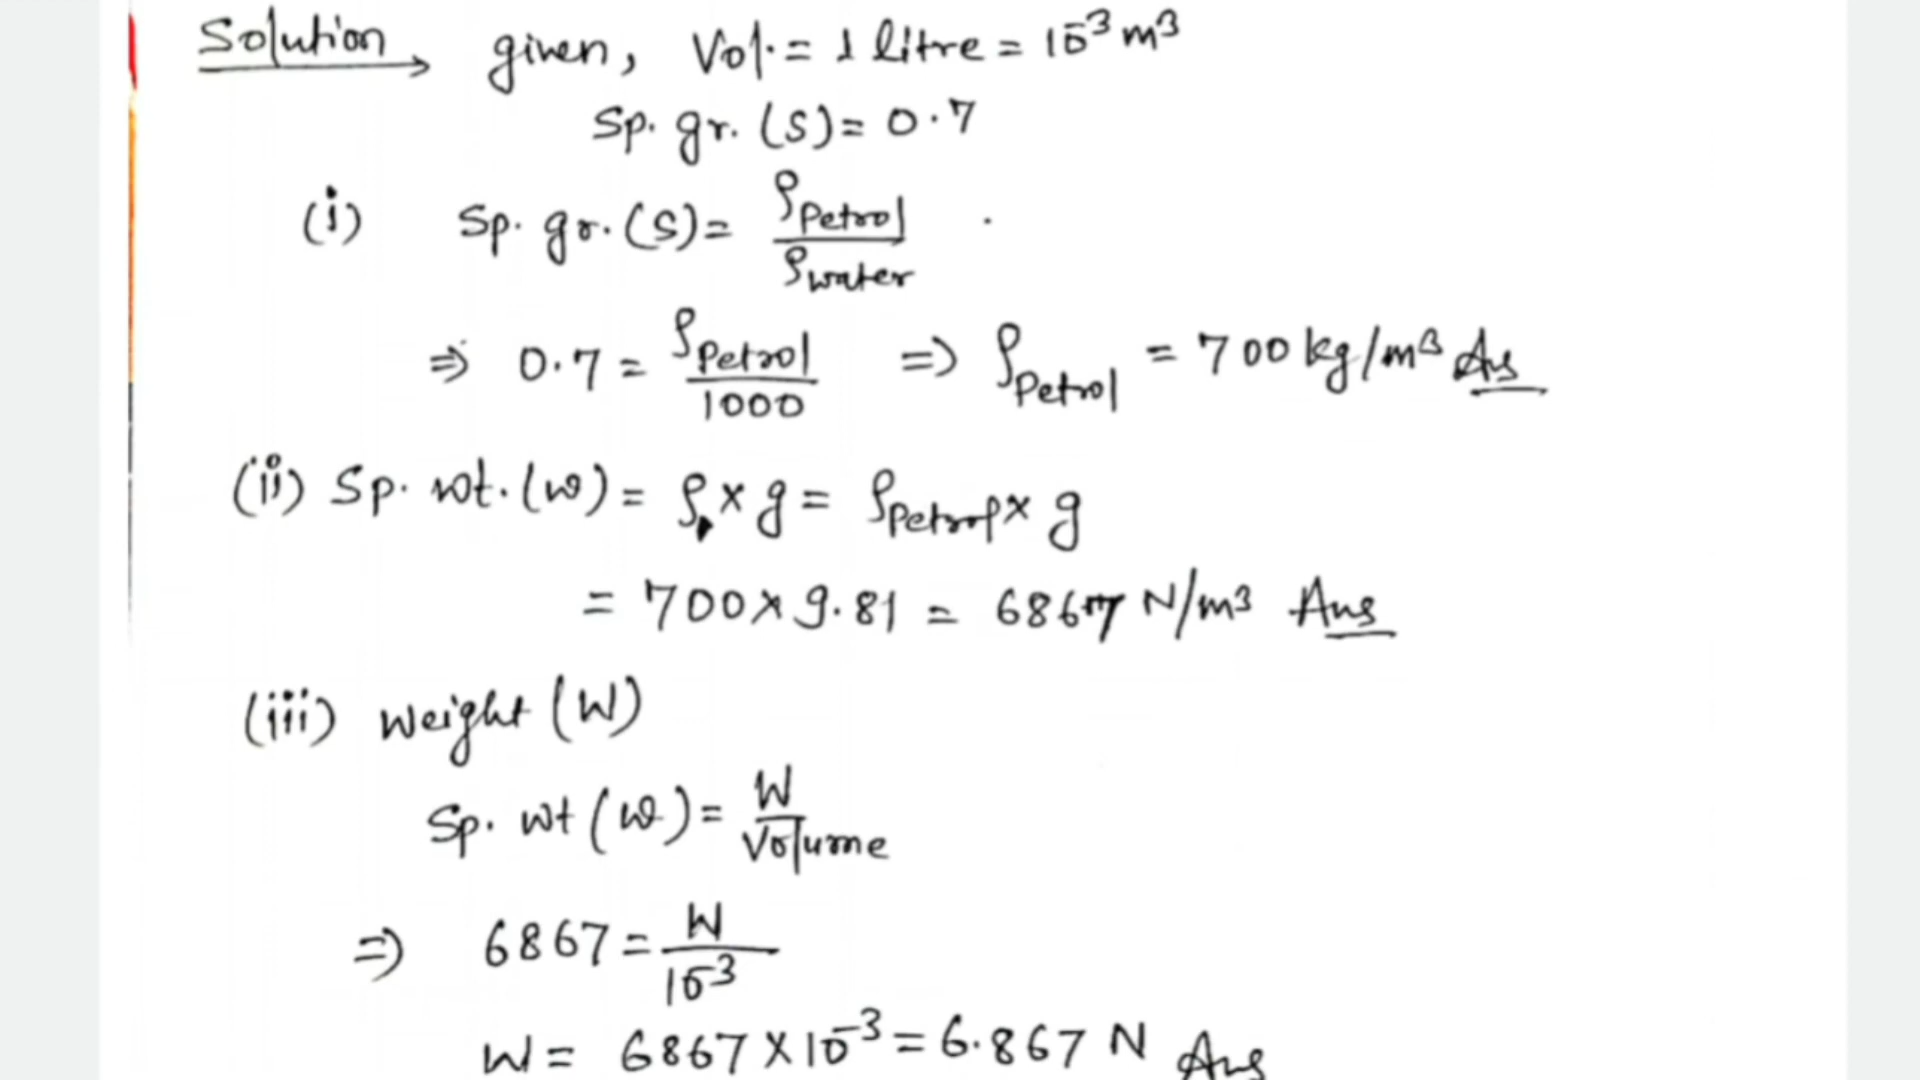 Solution → given, Vol. = 1 litre = 10⁻³ m³
Sp. gr. (S) = 0.7
(i) Sp. gr. (S) = ρPetrol / ρwater
⇒ 0.7 = ρPetrol / 1000 ⇒ ρPetrol = 700 kg/m³ Ans
(ii) Sp. wt. (w) = ρ × g = ρPetrol × g
= 700 × 9.81 = 6867 N/m³ Ans
(iii) Weight (W)
Sp. wt (w) = W / Volume
⇒ 6867 = W / 10⁻³
W = 6867 × 10⁻³ = 6.867 N Ans